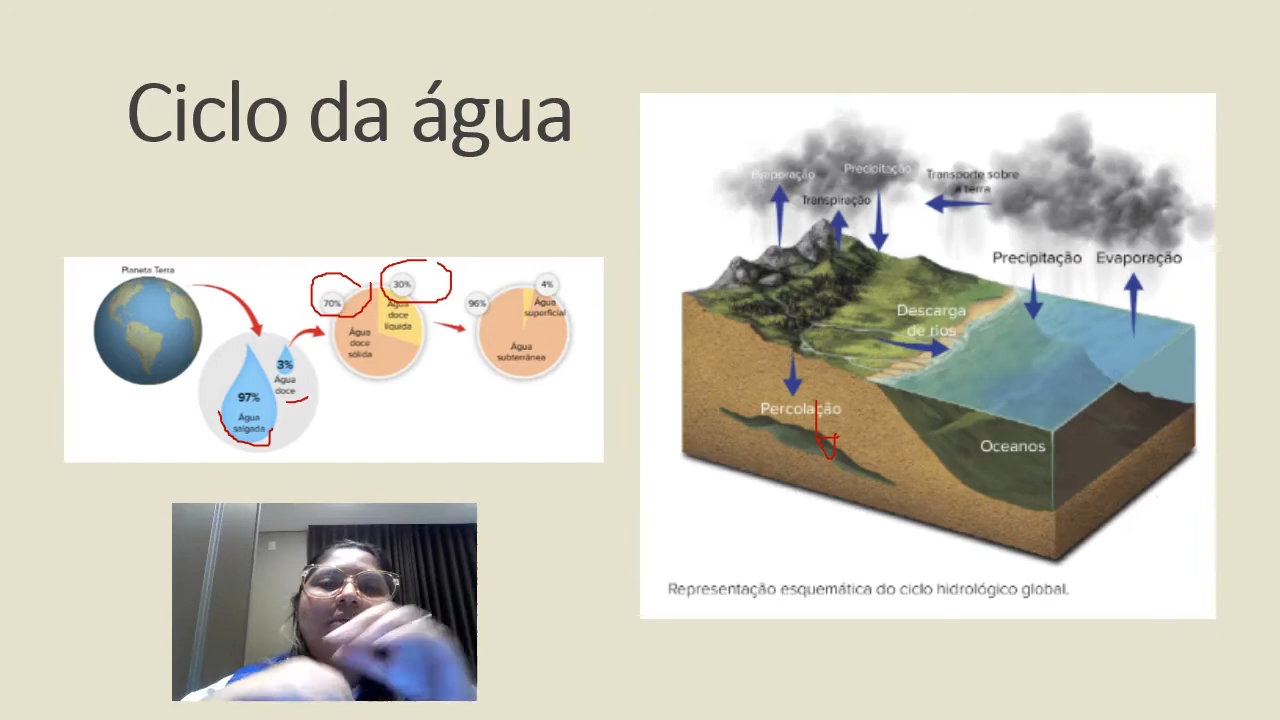 Ciclo da água
Planeta Terra
97%
Água
salgada
3%
Água
doce
70%
30%
Água
doce
sólida
Água
doce
líquida
96%
4%
Água
superficial
Água
subterrânea
Evaporação
Precipitação
Transpiração
Transporte sobre
a terra
Precipitação
Evaporação
Descarga
de rios
Percolação
Oceanos
Representação esquemática do ciclo hidrológico global.